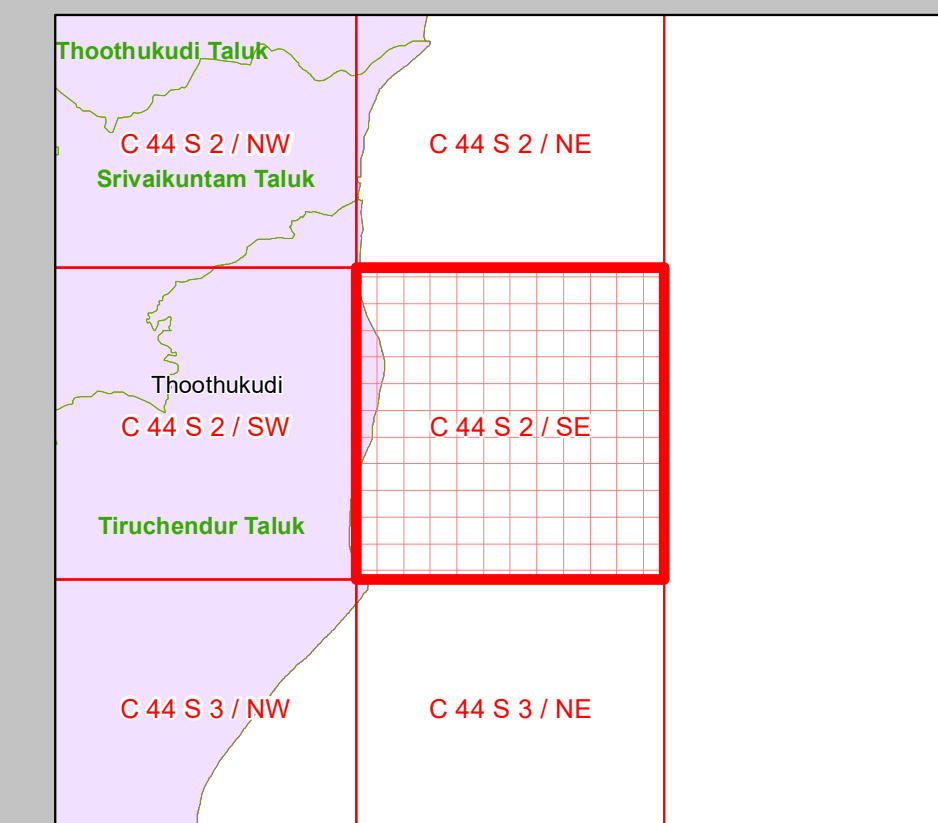 Thoothukudi Taluk
C 44 S 2 / NW
C 44 S 2 / NE
Srivaikuntam Taluk
Thoothukudi
C 44 S 2 / SW
C 44 S 2 / SE
Tiruchendur Taluk
C 44 S 3 / NW
C 44 S 3 / NE